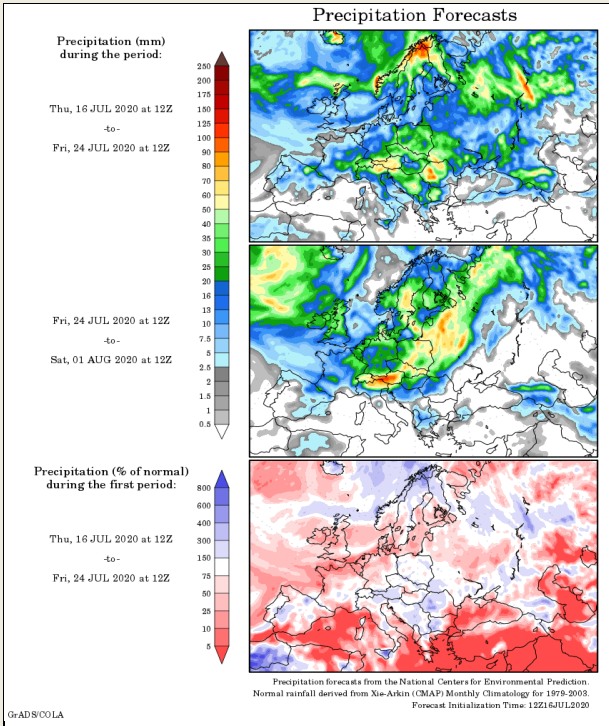 Precipitation Forecasts
Precipitation (mm)
during the period:
Thu, 16 JUL 2020 at 12Z
-to-
Fri, 24 JUL 2020 at 12Z
250
200
175
150
125
100
90
80
70
60
50
40
35
30
25
20
16
13
10
7.5
5
2.5
2
1.5
1
0.5
Fri, 24 JUL 2020 at 12Z
-to-
Sat, 01 AUG 2020 at 12Z
Precipitation (% of normal)
during the first period:
Thu, 16 JUL 2020 at 12Z
-to-
Fri, 24 JUL 2020 at 12Z
800
600
400
300
150
75
50
25
10
5
Precipitation forecasts from the National Centers for Environmental Prediction.
Normal rainfall derived from Xie-Arkin (CMAP) Monthly Climatology for 1979-2003.
Forecast Initialization Time: 12Z16JUL2020
GrADS/COLA